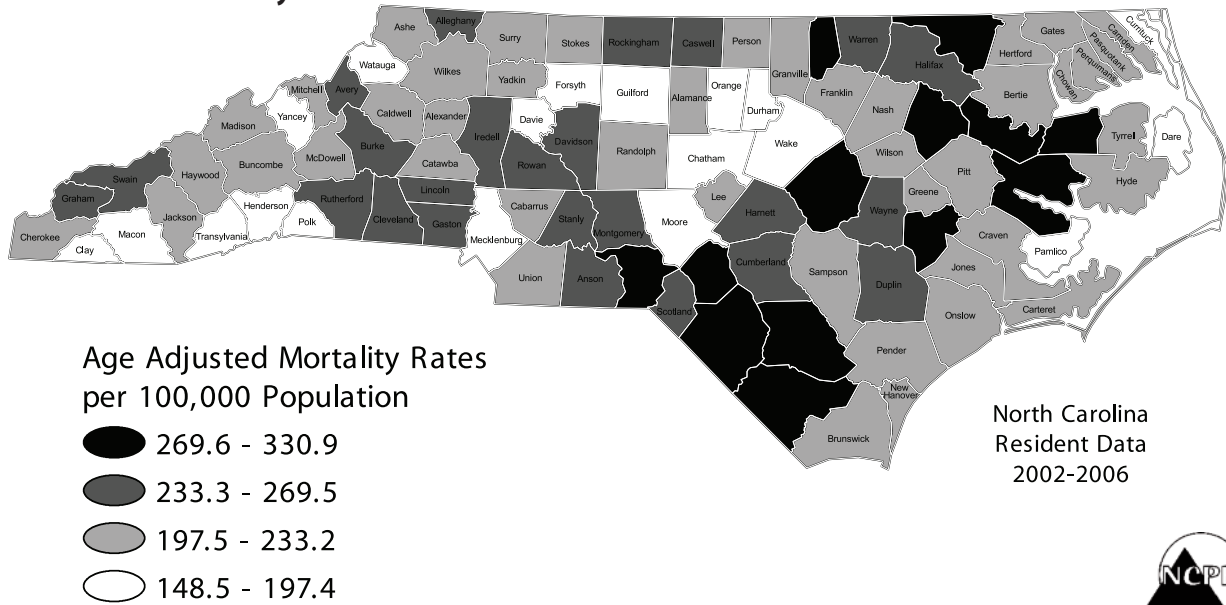 Ashe
Alleghany
Surry
Stokes
Rockingham
Caswell
Person
Granville
Warren
Halifax
Hertford
Gates
Camden
Currituck
Pasquotank
Perquimans
Chowan
Watauga
Wilkes
Yadkin
Forsyth
Guilford
Alamance
Orange
Durham
Franklin
Nash
Bertie
Mitchell
Avery
Yancey
Caldwell
Alexander
Iredell
Davie
Davidson
Randolph
Chatham
Wake
Wilson
Tyrrell
Dare
Madison
Buncombe
McDowell
Burke
Catawba
Rowan
Lee
Greene
Pitt
Hyde
Swain
Graham
Haywood
Jackson
Henderson
Rutherford
Cleveland
Lincoln
Gaston
Cabarrus
Stanly
Montgomery
Moore
Harnett
Wayne
Craven
Pamlico
Cherokee
Clay
Macon
Transylvania
Polk
Mecklenburg
Union
Anson
Scotland
Cumberland
Sampson
Duplin
Jones
Onslow
Carteret
Pender
New
Hanover
Brunswick
Age Adjusted Mortality Rates
per 100,000 Population
269.6 - 330.9
233.3 - 269.5
197.5 - 233.2
148.5 - 197.4
North Carolina
Resident Data
2002-2006